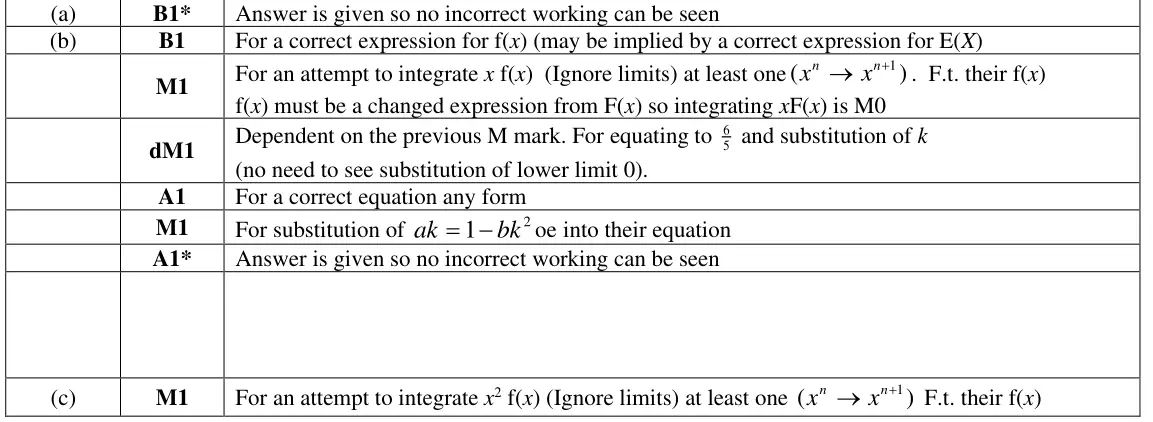 (a) B1* Answer is given so no incorrect working can be seen
(b) B1 For a correct expression for f(x) (may be implied by a correct expression for E(X)
M1 For an attempt to integrate x f(x) (Ignore limits) at least one (xⁿ → xⁿ⁺¹). F.t. their f(x)
f(x) must be a changed expression from F(x) so integrating xF(x) is M0
dM1 Dependent on the previous M mark. For equating to 6/5 and substitution of k
(no need to see substitution of lower limit 0).
A1 For a correct equation any form
M1 For substitution of ak = 1 − bk² oe into their equation
A1* Answer is given so no incorrect working can be seen
(c) M1 For an attempt to integrate x² f(x) (Ignore limits) at least one (xⁿ → xⁿ⁺¹) F.t. their f(x)